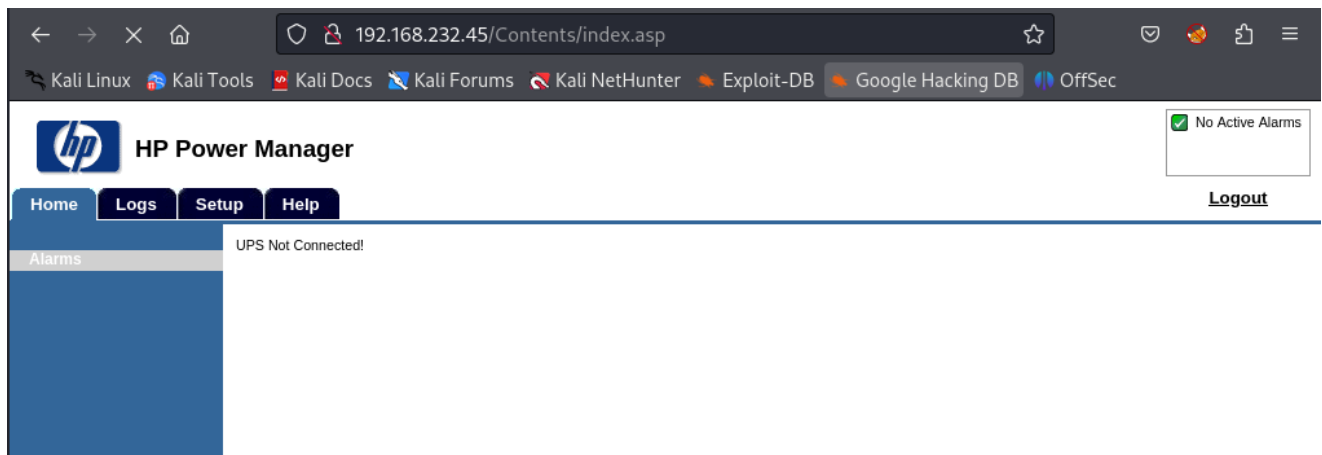 192.168.232.45/Contents/index.asp
Kali Linux Kali Tools Kali Docs Kali Forums Kali NetHunter Exploit-DB Google Hacking DB OffSec
hp HP Power Manager
No Active Alarms
Home Logs Setup Help
Logout
Alarms
UPS Not Connected!